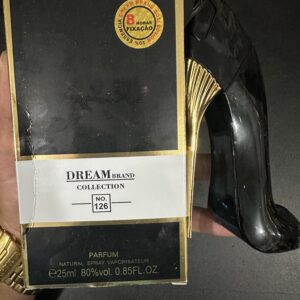 8
HORAS
FIXAÇÃO
DREAM BRAND
COLLECTION
NO.
126
PARFUM
NATURAL SPRAY VAPORISATEUR
℮25ml 80%vol. 0.85FL.OZ.